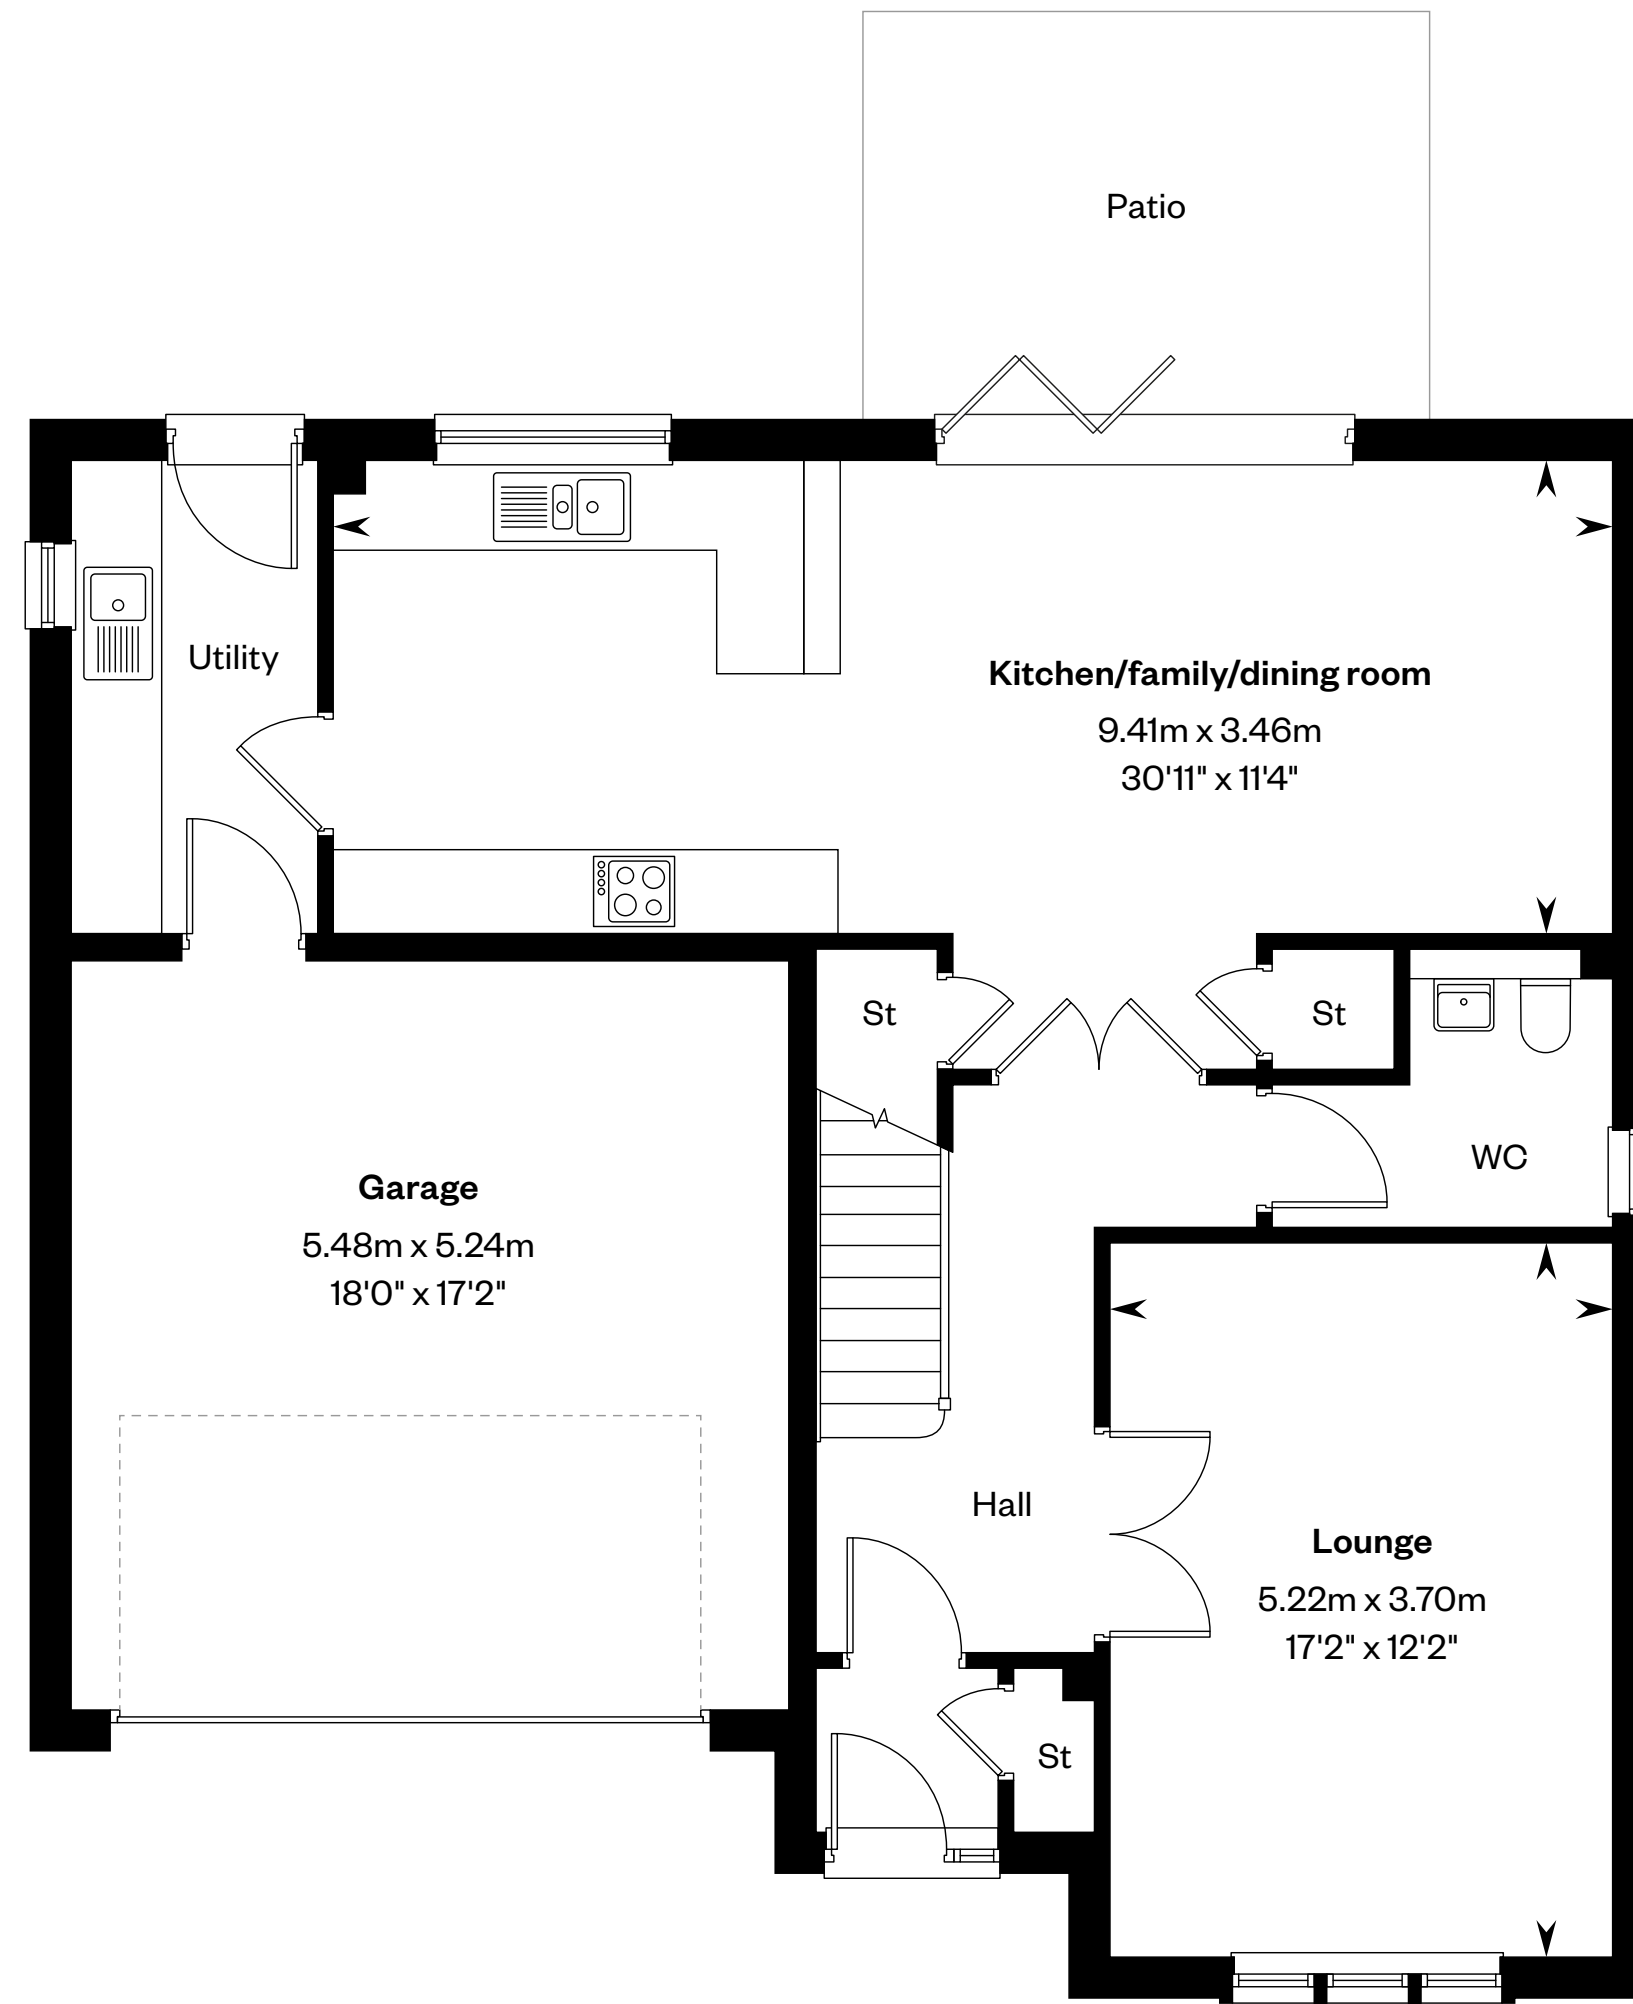 Patio
Utility
Kitchen/family/dining room
9.41m x 3.46m
30'11" x 11'4"
St
St
WC
Garage
5.48m x 5.24m
18'0" x 17'2"
Hall
Lounge
5.22m x 3.70m
17'2" x 12'2"
St